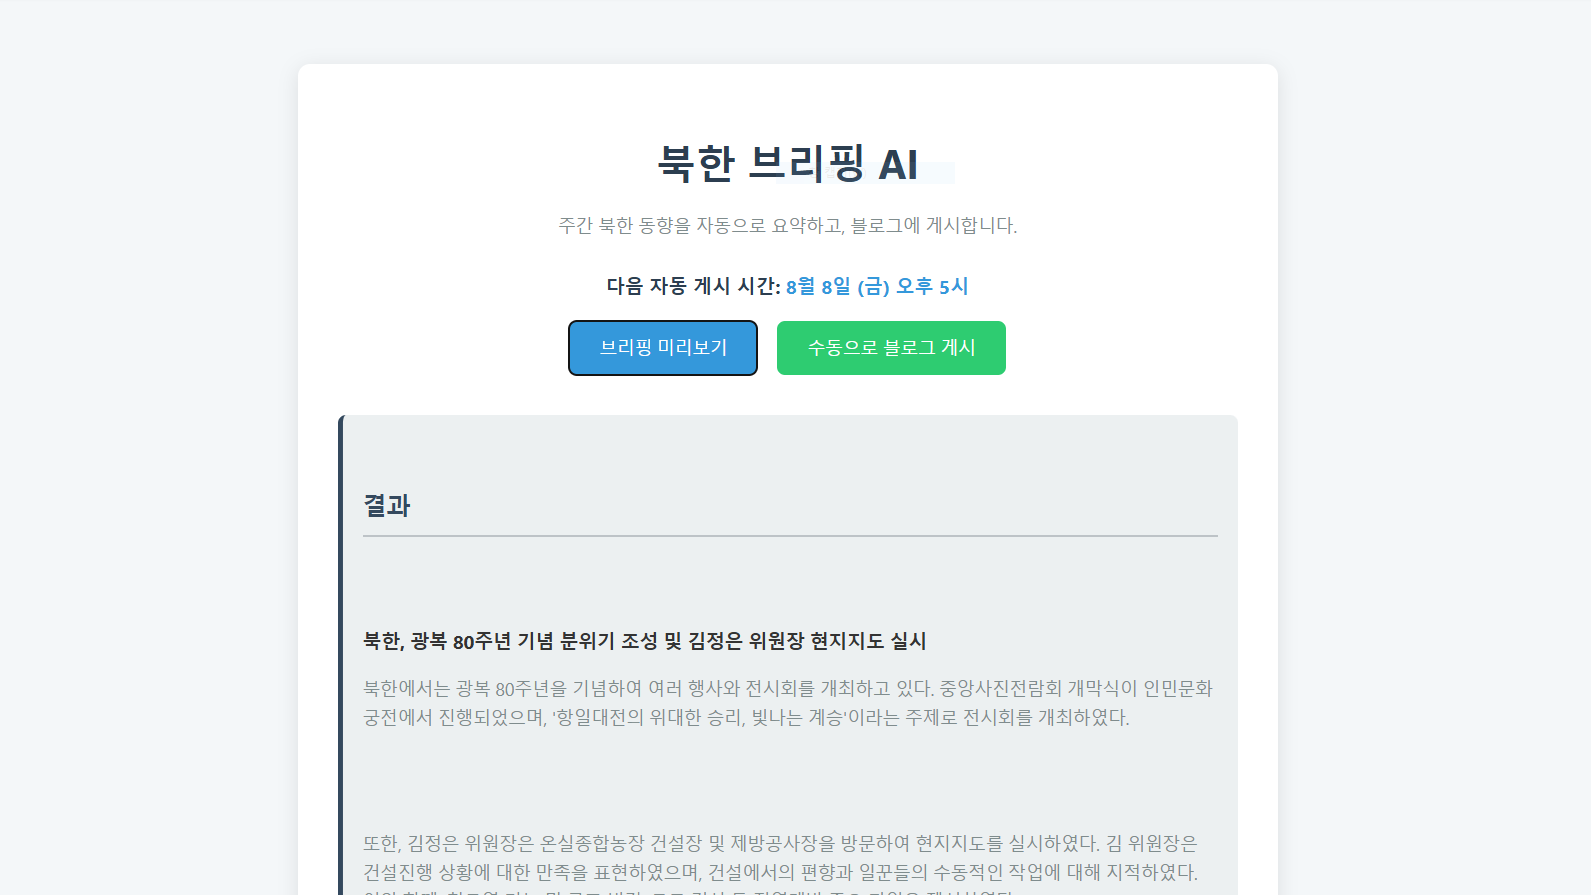 북한 브리핑 AI
주간 북한 동향을 자동으로 요약하고, 블로그에 게시합니다.
다음 자동 게시 시간: 8월 8일 (금) 오후 5시
브리핑 미리보기
수동으로 블로그 게시
결과
북한, 광복 80주년 기념 분위기 조성 및 김정은 위원장 현지지도 실시
북한에서는 광복 80주년을 기념하여 여러 행사와 전시회를 개최하고 있다. 중앙사진전람회 개막식이 인민문화
궁전에서 진행되었으며, '항일대전의 위대한 승리, 빛나는 계승'이라는 주제로 전시회를 개최하였다.
또한, 김정은 위원장은 온실종합농장 건설장 및 제방공사장을 방문하여 현지지도를 실시하였다. 김 위원장은
건설진행 상황에 대한 만족을 표현하였으며, 건설에서의 편향과 일꾼들의 수동적인 작업에 대해 지적하였다.